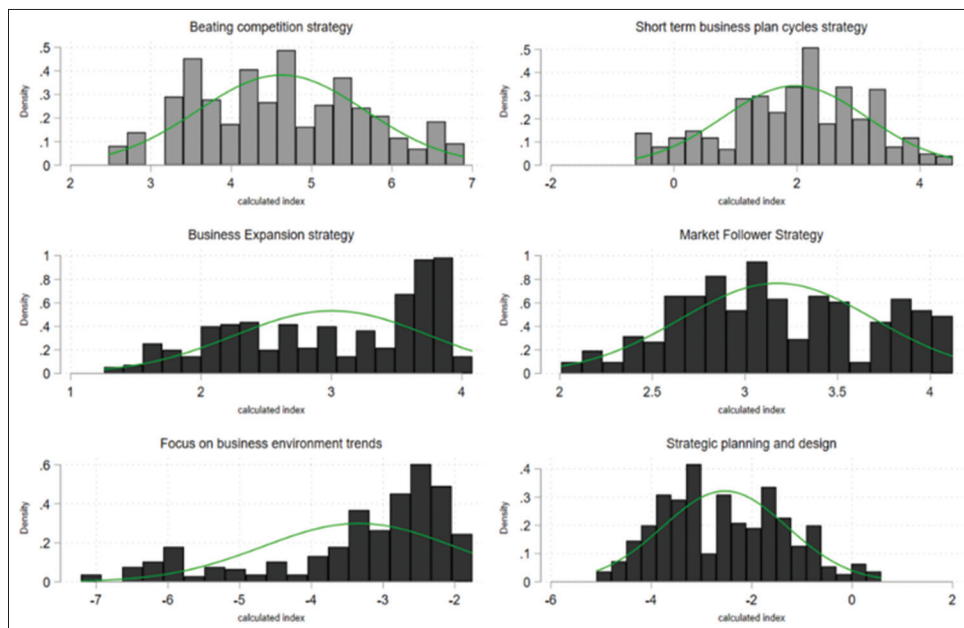 Beating competition strategy
Density
.5
.4
.3
.2
.1
0
2 3 4 5 6 7
calculated index
Short term business plan cycles strategy
Density
.5
.4
.3
.2
.1
0
-2 0 2 4
calculated index
Business Expansion strategy
Density
1
.8
.6
.4
.2
0
1 2 3 4
calculated index
Market Follower Strategy
Density
1
.8
.6
.4
.2
0
2 2.5 3 3.5 4
calculated index
Focus on business environment trends
Density
.6
.4
.2
0
-7 -6 -5 -4 -3 -2
calculated index
Strategic planning and design
Density
.4
.3
.2
.1
0
-6 -4 -2 0 2
calculated index